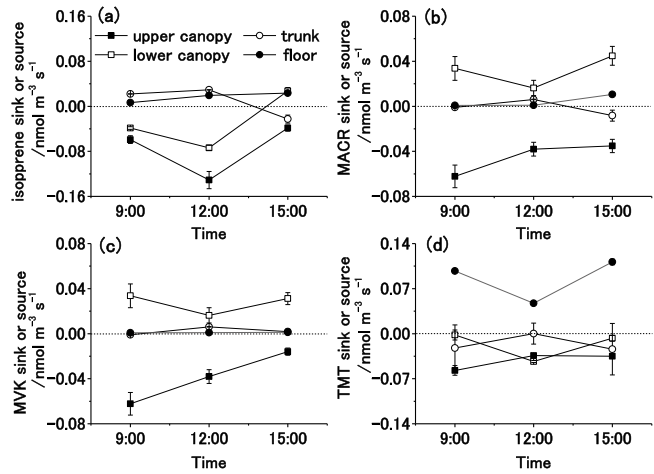 (a)
upper canopy
trunk
lower canopy
floor
0.16
0.08
0.00
−0.08
−0.16
isopprene sink or source
/nmol m⁻³ s⁻¹
9:00 12:00 15:00
Time
(b)
0.08
0.04
0.00
−0.04
−0.08
MACR sink or source
/nmol m⁻³ s⁻¹
9:00 12:00 15:00
Time
(c)
0.08
0.04
0.00
−0.04
−0.08
MVK sink or source
/nmol m⁻³ s⁻¹
9:00 12:00 15:00
Time
(d)
0.14
0.07
0.00
−0.07
−0.14
TMT sink or source
/nmol m⁻³ s⁻¹
9:00 12:00 15:00
Time